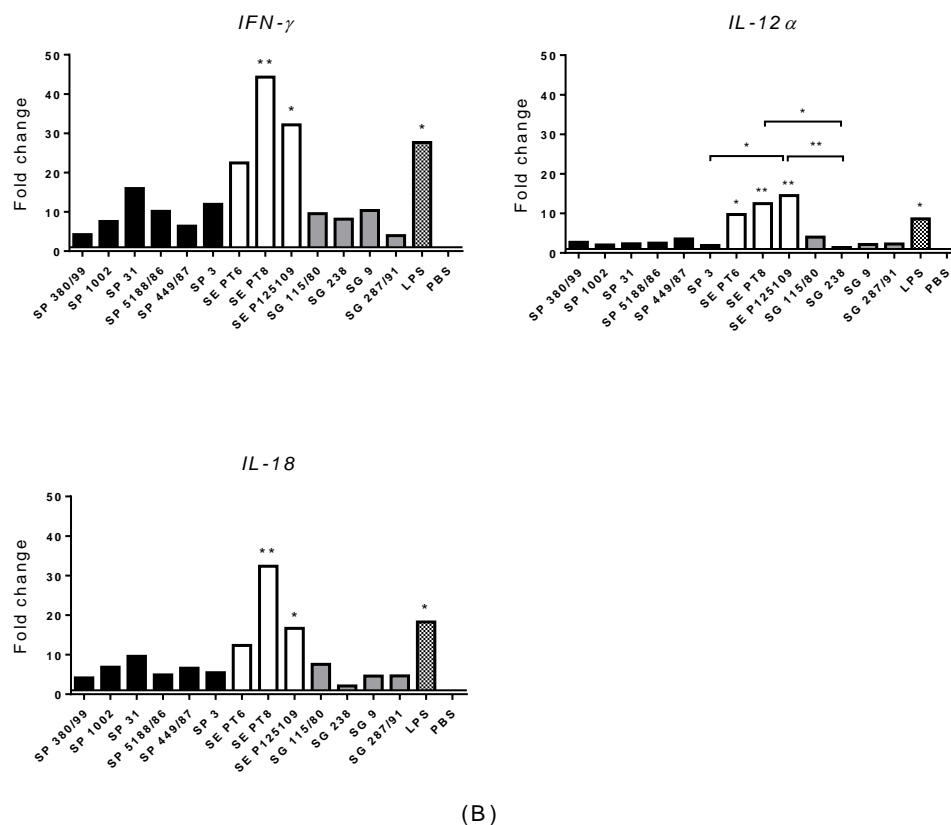 IFN-γ
Fold change
50
40
30
20
10
0
** 
*
*
SP 380/99
SP 1002
SP 31
SP 5188/86
SP 449/87
SP 3
SE PT6
SE PT8
SE P125109
SG 115/80
SG 238
SG 9
SG 287/91
LPS
PBS
IL-12α
Fold change
50
40
30
20
10
0
*
*
**
*
**
**
*
SP 380/99
SP 1002
SP 31
SP 5188/86
SP 449/87
SP 3
SE PT6
SE PT8
SE P125109
SG 115/80
SG 238
SG 9
SG 287/91
LPS
PBS
IL-18
Fold change
50
40
30
20
10
0
**
*
*
SP 380/99
SP 1002
SP 31
SP 5188/86
SP 449/87
SP 3
SE PT6
SE PT8
SE P125109
SG 115/80
SG 238
SG 9
SG 287/91
LPS
PBS
(B)